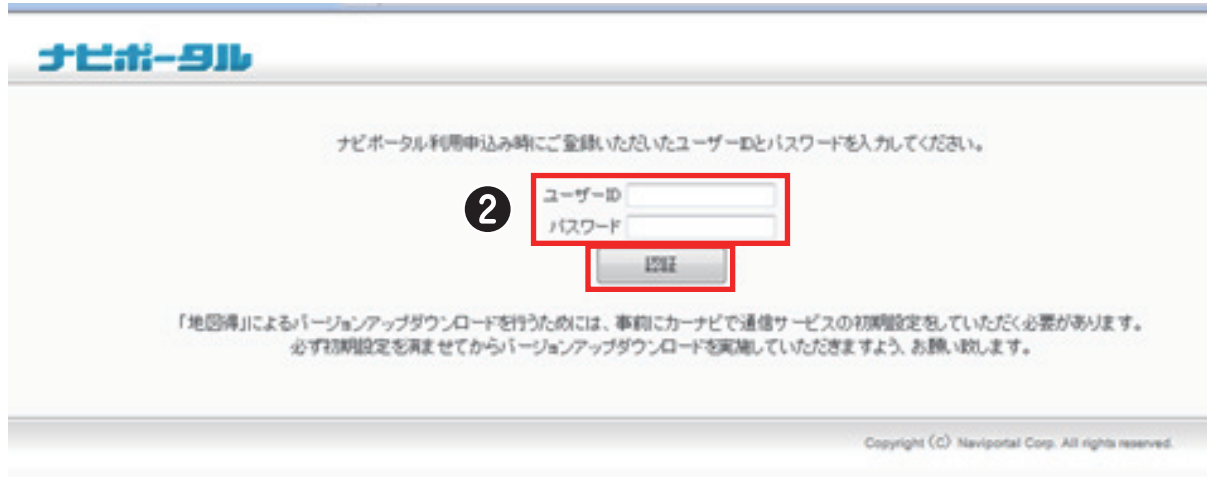 ナビポータル
ナビポータル利用申込み時にご登録いただいたユーザーIDとパスワードを入力してください。
2
ユーザーID
パスワード
認証
「地図得」によるバージョンアップダウンロードを行うためには、事前にカーナビで通信サービスの初期設定をしていただく必要があります。
必ず初期設定を済ませてからバージョンアップダウンロードを実施していただきますよう、お願い致します。
Copyright (C) Naviportal Corp. All rights reserved.